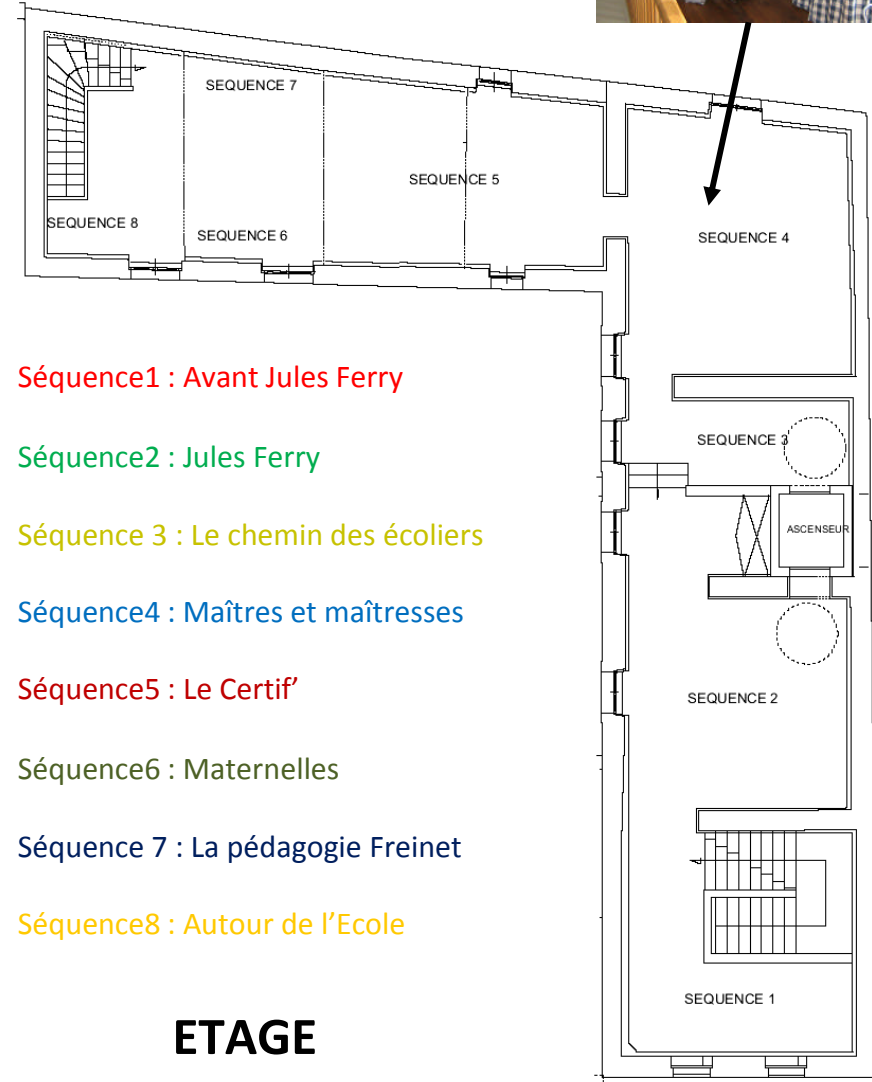 SEQUENCE 7
SEQUENCE 5
SEQUENCE 8
SEQUENCE 6
SEQUENCE 4
Séquence1 : Avant Jules Ferry
Séquence2 : Jules Ferry
SEQUENCE 3
Séquence 3 : Le chemin des écoliers
ASCENSEUR
Séquence4 : Maîtres et maîtresses
Séquence5 : Le Certif’
SEQUENCE 2
Séquence6 : Maternelles
Séquence 7 : La pédagogie Freinet
Séquence8 : Autour de l’Ecole
SEQUENCE 1
ETAGE